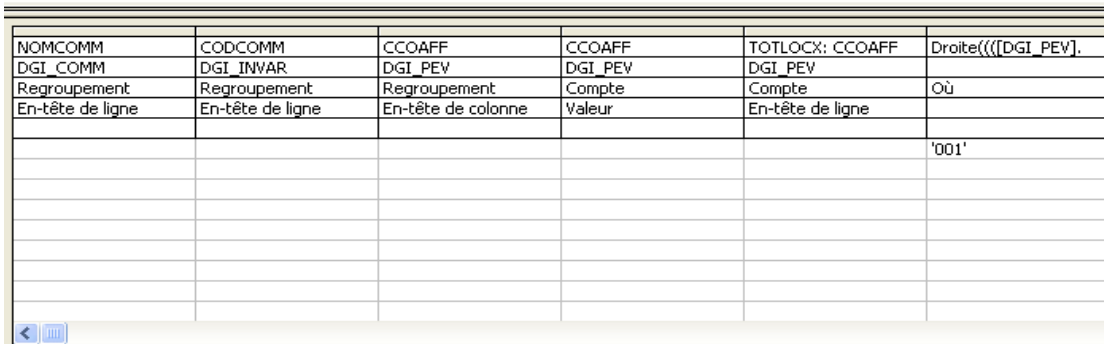 NOMCOMM CODCOMM CCOAFF CCOAFF TOTLOCX: CCOAFF Droite((([DGI_PEV].
DGI_COMM DGI_INVAR DGI_PEV DGI_PEV DGI_PEV
Regroupement Regroupement Regroupement Compte Compte Où
En-tête de ligne En-tête de ligne En-tête de colonne Valeur En-tête de ligne
'001'